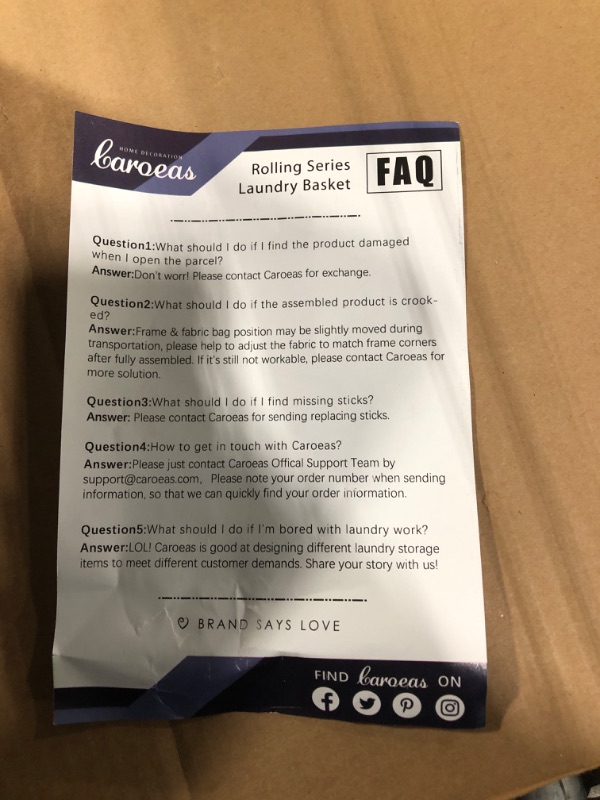 HOME DECORATION
Caroeas
Rolling Series
Laundry Basket
FAQ
Question1:What should I do if I find the product damaged
when I open the parcel?
Answer:Don't worr! Please contact Caroeas for exchange.
Question2:What should I do if the assembled product is crook-
ed?
Answer:Frame & fabric bag position may be slightly moved during
transportation, please help to adjust the fabric to match frame corners
after fully assembled. If it's still not workable, please contact Caroeas for
more solution.
Question3:What should I do if I find missing sticks?
Answer: Please contact Caroeas for sending replacing sticks.
Question4:How to get in touch with Caroeas?
Answer:Please just contact Caroeas Offical Support Team by
support@caroeas.com, Please note your order number when sending
information, so that we can quickly find your order information.
Question5:What should I do if I'm bored with laundry work?
Answer:LOL! Caroeas is good at designing different laundry storage
items to meet different customer demands. Share your story with us!
BRAND SAYS LOVE
FIND Caroeas ON